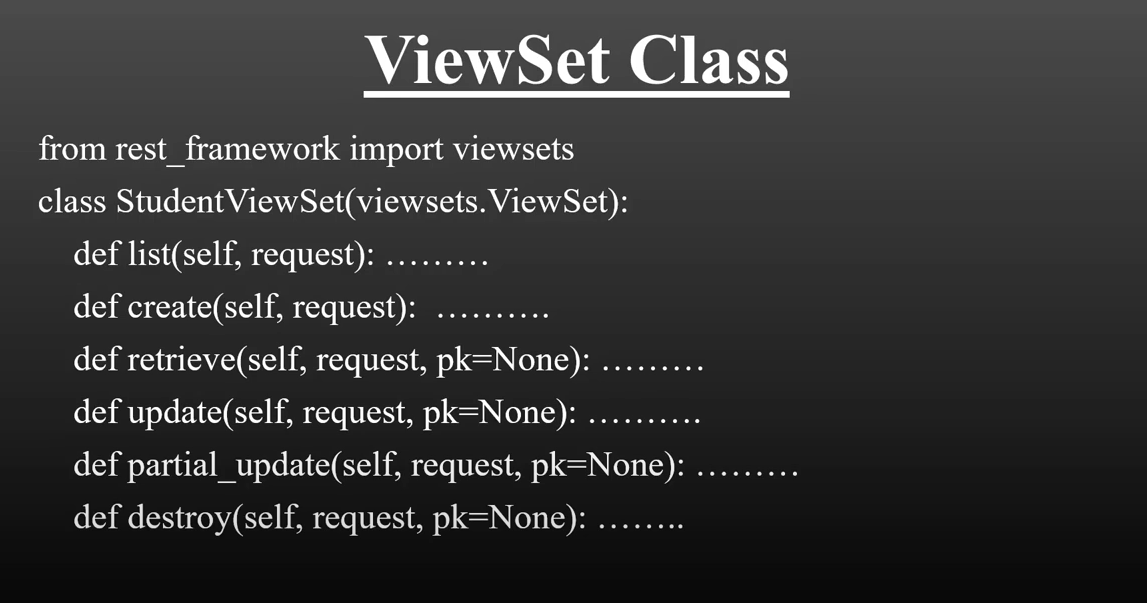 ViewSet Class
from rest_framework import viewsets
class StudentViewSet(viewsets.ViewSet):
def list(self, request): ………
def create(self, request):  ……….
def retrieve(self, request, pk=None): ………
def update(self, request, pk=None): ……….
def partial_update(self, request, pk=None): ………
def destroy(self, request, pk=None): ……..